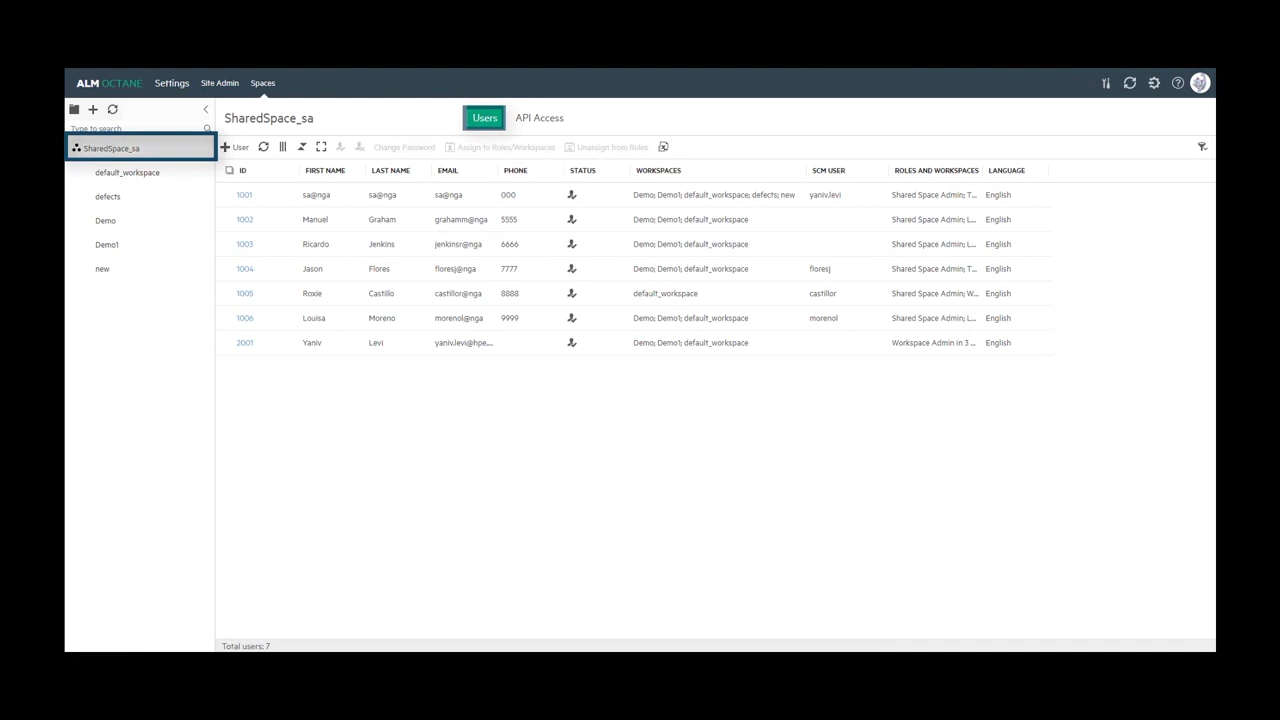 ALM OCTANE Settings Site Admin Spaces
Type to search
SharedSpace_sa
default_workspace
defects
Demo
Demo1
new
SharedSpace_sa Users API Access
User Change Password Assign to Roles/Workspaces Unassign from Roles
ID FIRST NAME LAST NAME EMAIL PHONE STATUS WORKSPACES SCM USER ROLES AND WORKSPACES LANGUAGE
1001 sa@nga sa@nga sa@nga 000 Demo; Demo1; default_workspace; defects; new yaniv.levi Shared Space Admin; T... English
1002 Manuel Graham grahamm@nga 5555 Demo; Demo1; default_workspace Shared Space Admin; L... English
1003 Ricardo Jenkins jenkinsr@nga 6666 Demo; Demo1; default_workspace Shared Space Admin; L... English
1004 Jason Flores floresj@nga 7777 Demo; Demo1; default_workspace floresj Shared Space Admin; T... English
1005 Roxie Castillo castillor@nga 8888 default_workspace castillor Shared Space Admin; W... English
1006 Louisa Moreno morenol@nga 9999 Demo; Demo1; default_workspace morenol Shared Space Admin; L... English
2001 Yaniv Levi yaniv.levi@hpe.... Demo; Demo1; default_workspace Workspace Admin in 3 ... English
Total users: 7